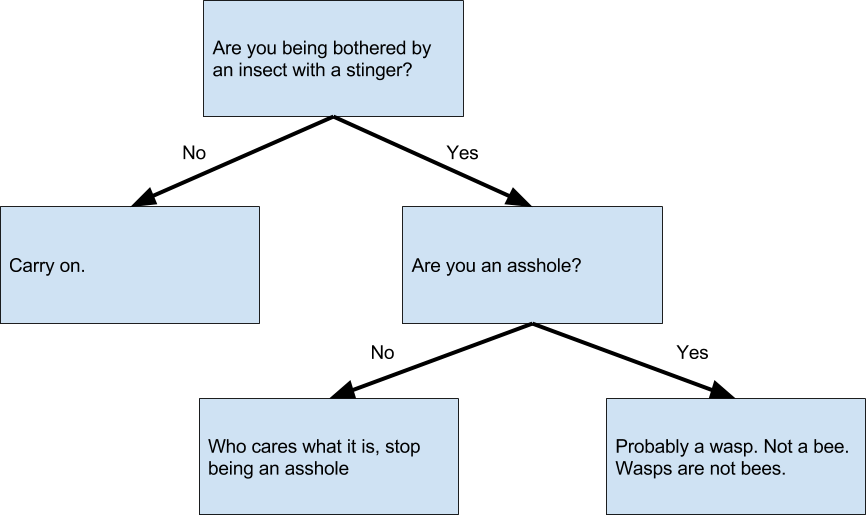 Are you being bothered by
an insect with a stinger?
No
Yes
Carry on.
Are you an asshole?
No
Yes
Who cares what it is, stop
being an asshole
Probably a wasp. Not a bee.
Wasps are not bees.